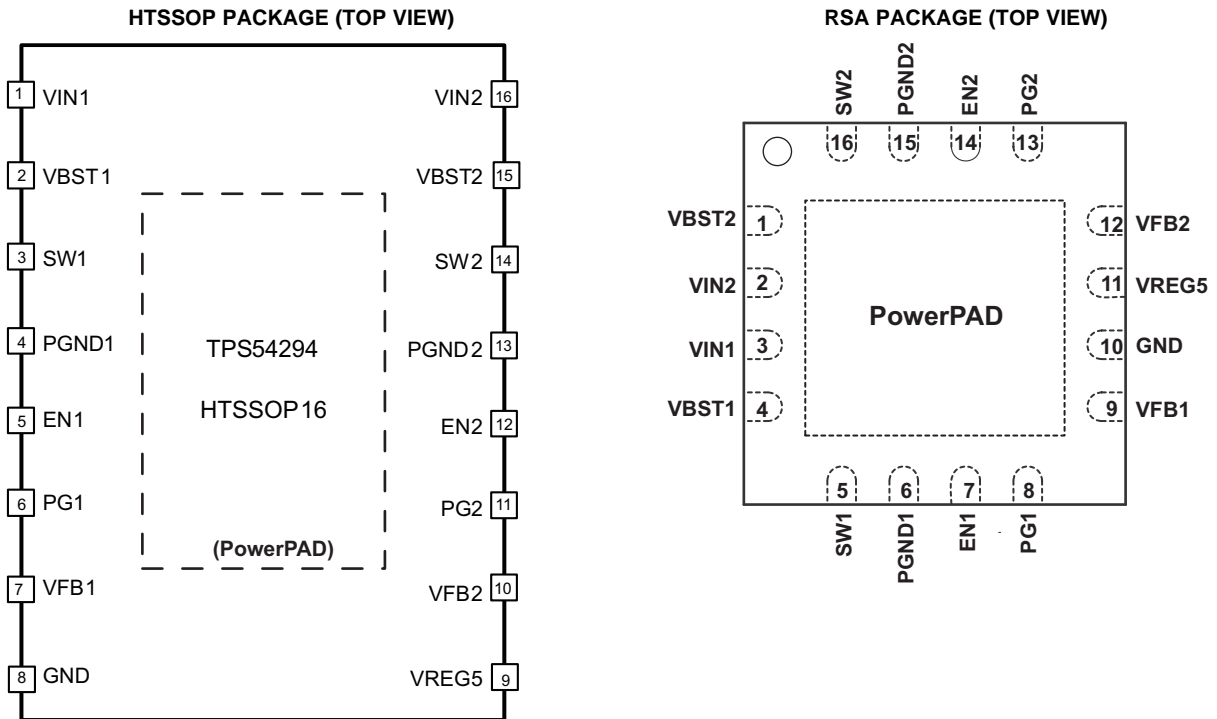 HTSSOP PACKAGE (TOP VIEW)
1 VIN1
VIN2 16
2 VBST1
VBST2 15
3 SW1
SW2 14
4 PGND1
PGND2 13
5 EN1
EN2 12
6 PG1
PG2 11
7 VFB1
VFB2 10
8 GND
VREG5 9
TPS54294
HTSSOP16
(PowerPAD)
RSA PACKAGE (TOP VIEW)
SW2
PGND2
EN2
PG2
16 15 14 13
VBST2 1
12 VFB2
VIN2 2
11 VREG5
VIN1 3
10 GND
VBST1 4
9 VFB1
PowerPAD
5 6 7 8
SW1
PGND1
EN1
PG1